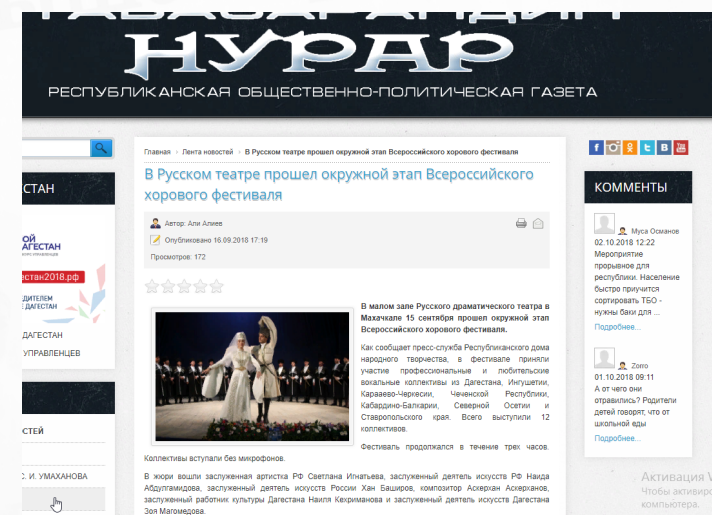 ТАБАСАРАНДИН
НУРАР
РЕСПУБЛИКАНСКАЯ ОБЩЕСТВЕННО-ПОЛИТИЧЕСКАЯ ГАЗЕТА
СТАН
ОЙ
АГЕСТАН
естан2018.рф
ДИТЕЛЕМ
ДАГЕСТАН
ДАГЕСТАН
УПРАВЛЕНЦЕВ
СТЕЙ
С. И. УМАХАНОВА
Главная Лента новостей В Русском театре прошел окружной этап Всероссийского хорового фестиваля
В Русском театре прошел окружной этап Всероссийского
хорового фестиваля
Автор: Али Алиев
Опубликовано 16.09.2018 17:19
Просмотров: 172
В малом зале Русского драматического театра в
Махачкале 15 сентября прошел окружной этап
Всероссийского хорового фестиваля.
Как сообщает пресс-служба Республиканского дома
народного творчества, в фестивале приняли
участие профессиональные и любительские
вокальные коллективы из Дагестана, Ингушетии,
Караево-Черкесии, Чеченской Республики,
Кабардино-Балкарии, Северной Осетии и
Ставропольского края. Всего выступили 12
коллективов.
Фестиваль продолжался в течение трех часов.
Коллективы вступали без микрофонов.
В жюри вошли заслуженная артистка РФ Светлана Игнатьева, заслуженный деятель искусств РФ Наида
Абдулгамидова, заслуженный деятель искусств России Хан Баширов, композитор Аскерхан Аскерханов,
заслуженный работник культуры Дагестана Наиля Кехриманова и заслуженный деятель искусств Дагестана
Зоя Магомедова.
КОММЕНТЫ
Муса Османов
02.10.2018 12:22
Мероприятие
прорывное для
республики. Население
быстро приучится
сортировать ТБО -
нужны баки для ...
Подробнее...
Zorro
01.10.2018 09:11
А от чего они
отравились? Родители
детей говорят, что от
школьной еды
Подробнее...
Активация W
Чтобы активиро
компьютера.